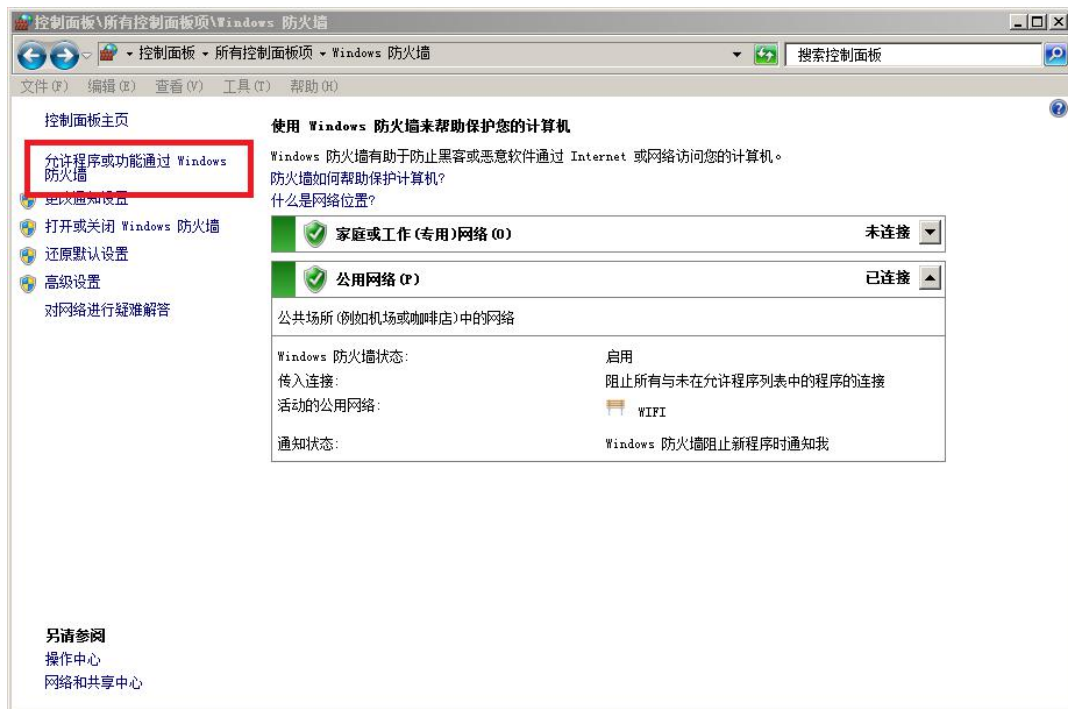 控制面板\所有控制面板项\Windows 防火墙
控制面板 所有控制面板项 Windows 防火墙 搜索控制面板
文件(F) 编辑(E) 查看(V) 工具(T) 帮助(H)
控制面板主页
允许程序或功能通过 Windows
防火墙
更改通知设置
打开或关闭 Windows 防火墙
还原默认设置
高级设置
对网络进行疑难解答
使用 Windows 防火墙来帮助保护您的计算机
Windows 防火墙有助于防止黑客或恶意软件通过 Internet 或网络访问您的计算机。
防火墙如何帮助保护计算机?
什么是网络位置?
家庭或工作(专用)网络(O) 未连接
公用网络(P) 已连接
公共场所(例如机场或咖啡店)中的网络
Windows 防火墙状态: 启用
传入连接: 阻止所有与未在允许程序列表中的程序的连接
活动的公用网络: WIFI
通知状态: Windows 防火墙阻止新程序时通知我
另请参阅
操作中心
网络和共享中心